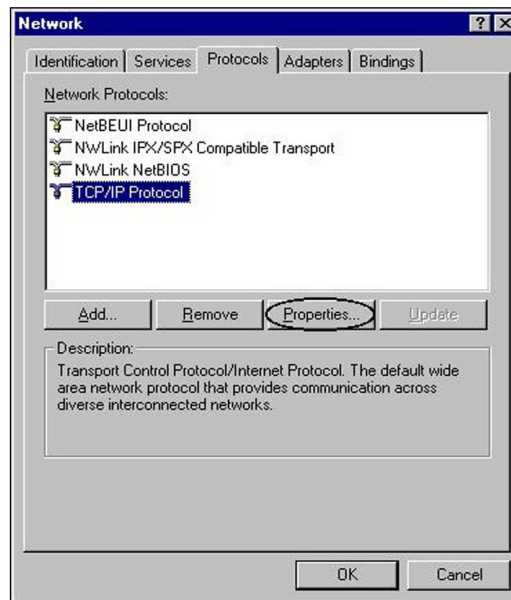 Network
Identification Services Protocols Adapters Bindings
Network Protocols:
NetBEUI Protocol
NWLink IPX/SPX Compatible Transport
NWLink NetBIOS
TCP/IP Protocol
Add... Remove Properties... Update
Description:
Transport Control Protocol/Internet Protocol. The default wide
area network protocol that provides communication across
diverse interconnected networks.
OK Cancel